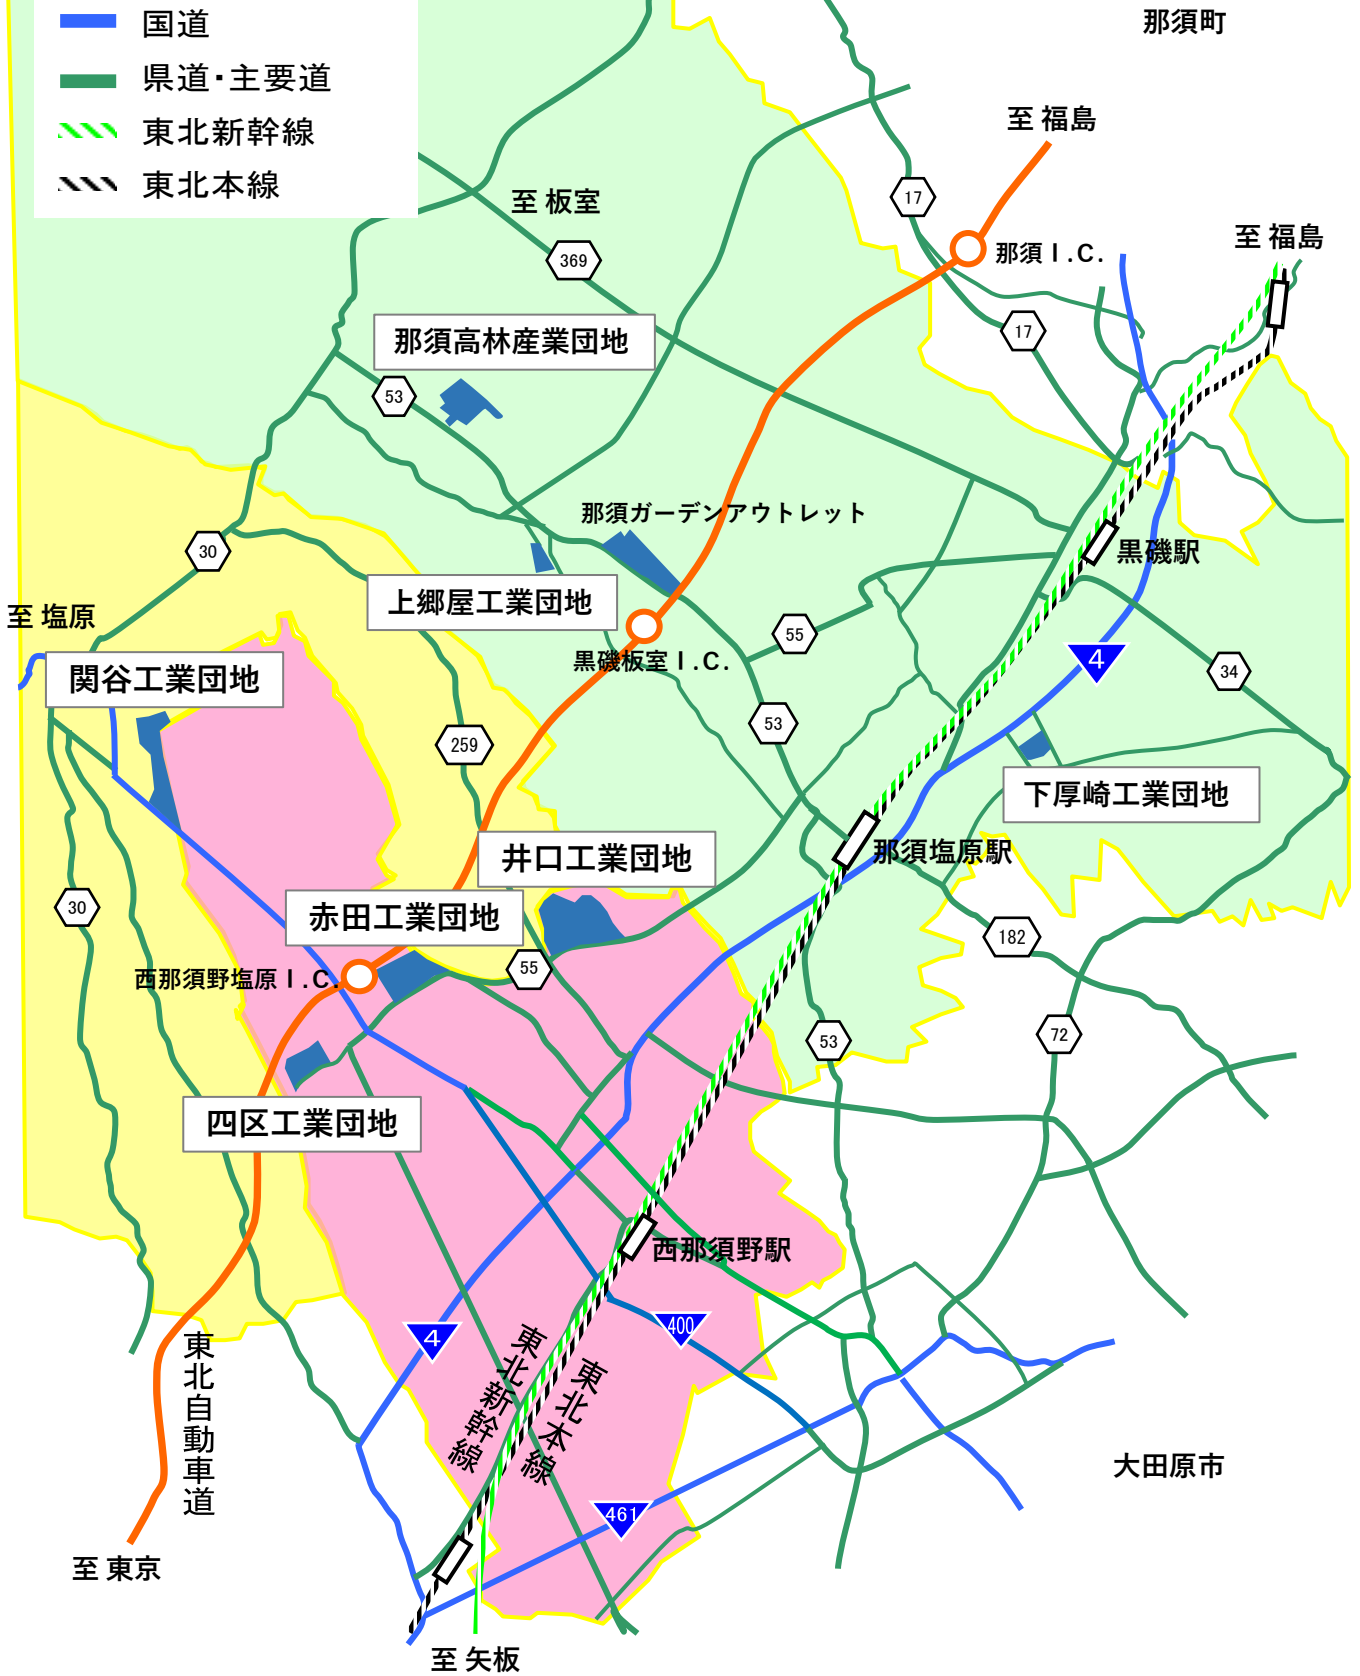 国道
県道・主要道
東北新幹線
東北本線
那須町
至 福島
17
至 板室
369
那須 I .C.
至 福島
17
那須高林産業団地
53
那須ガーデンアウトレット
30
黒磯駅
上郷屋工業団地
至 塩原
55
黒磯板室 I .C.
4
34
関谷工業団地
53
259
下厚崎工業団地
井口工業団地
那須塩原駅
30
赤田工業団地
182
西那須野塩原 I .C.
55
53
72
四区工業団地
西那須野駅
4
400
東北新幹線
東北本線
東北自動車道
大田原市
461
至 東京
至 矢板